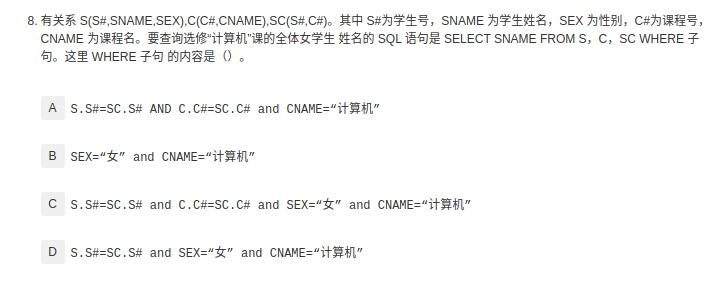 8. 有关系 S(S#,SNAME,SEX),C(C#,CNAME),SC(S#,C#)。其中 S#为学生号，SNAME 为学生姓名，SEX 为性别，C#为课程号，
CNAME 为课程名。要查询选修“计算机”课的全体女学生 姓名的 SQL 语句是 SELECT SNAME FROM S，C，SC WHERE 子
句。这里 WHERE 子句 的内容是（）。
A S.S#=SC.S# AND C.C#=SC.C# and CNAME=“计算机”
B SEX=“女” and CNAME=“计算机”
C S.S#=SC.S# and C.C#=SC.C# and SEX=“女” and CNAME=“计算机”
D S.S#=SC.S# and SEX=“女” and CNAME=“计算机”